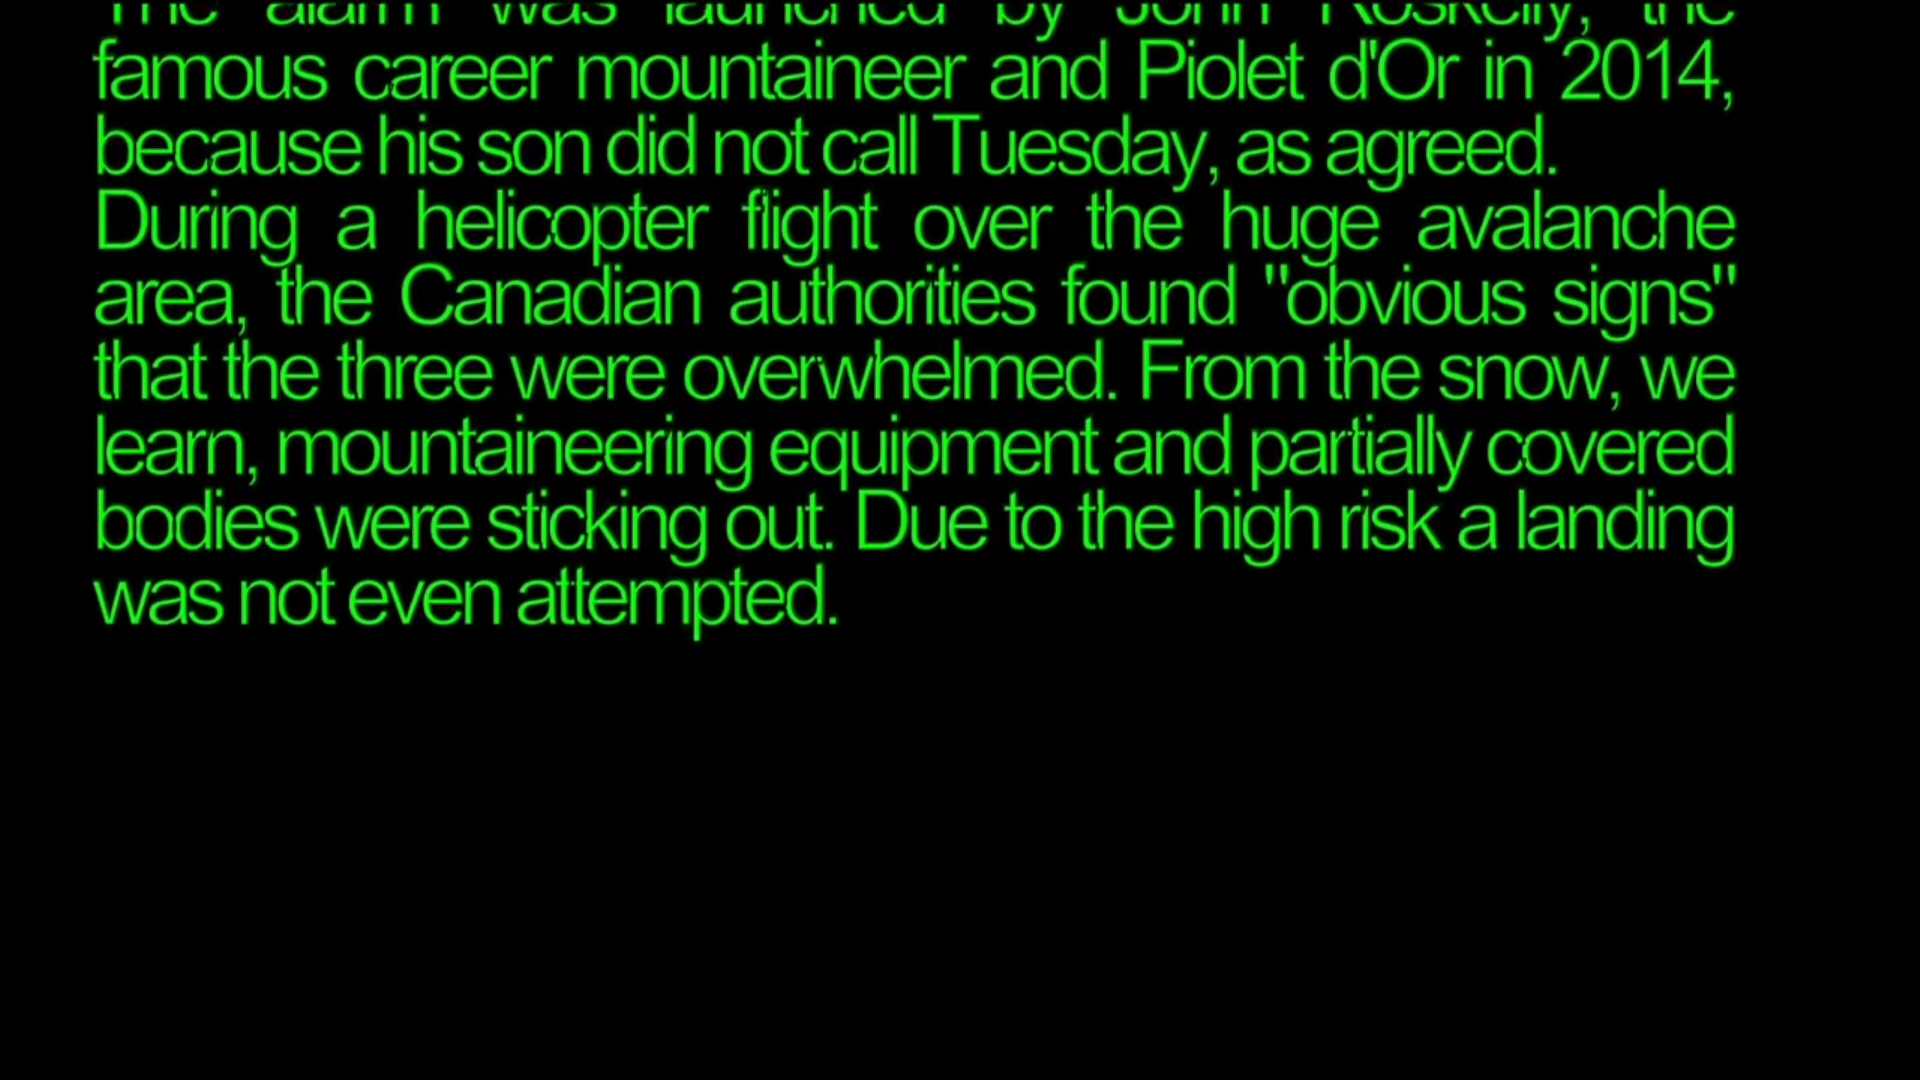 The alarm was launched by John Roskelly, the
famous career mountaineer and Piolet d'Or in 2014,
because his son did not call Tuesday, as agreed.
During a helicopter flight over the huge avalanche
area, the Canadian authorities found "obvious signs"
that the three were overwhelmed. From the snow, we
learn, mountaineering equipment and partially covered
bodies were sticking out. Due to the high risk a landing
was not even attempted.